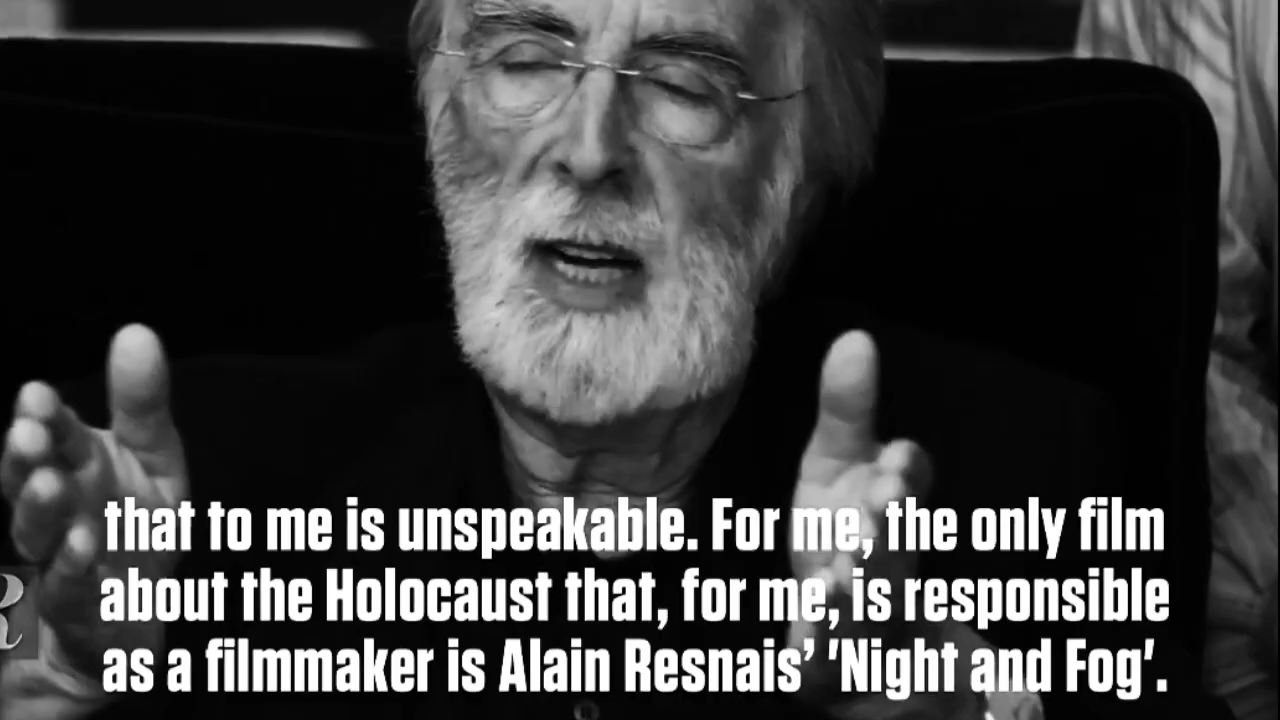 that to me is unspeakable. For me, the only film
about the Holocaust that, for me, is responsible
as a filmmaker is Alain Resnais’ 'Night and Fog'.
R